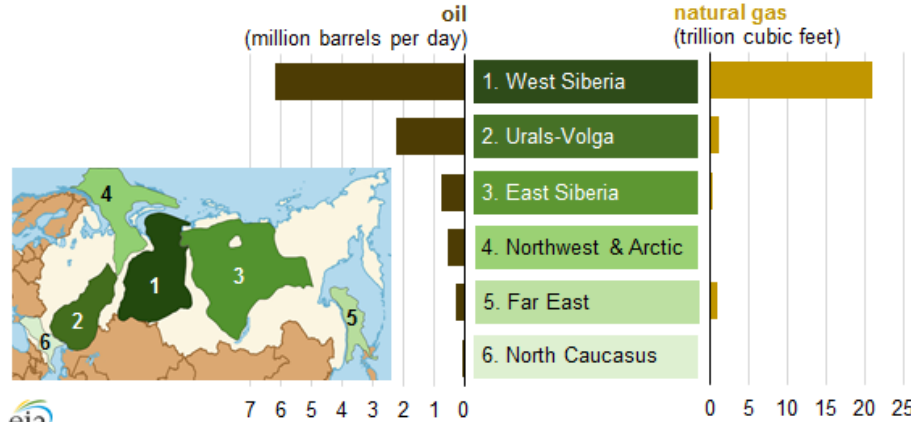 oil
(million barrels per day)
natural gas
(trillion cubic feet)
1. West Siberia
2. Urals-Volga
3. East Siberia
4. Northwest & Arctic
5. Far East
6. North Caucasus
4
1
3
2
5
6
7 6 5 4 3 2 1 0
0 5 10 15 20 25
eia